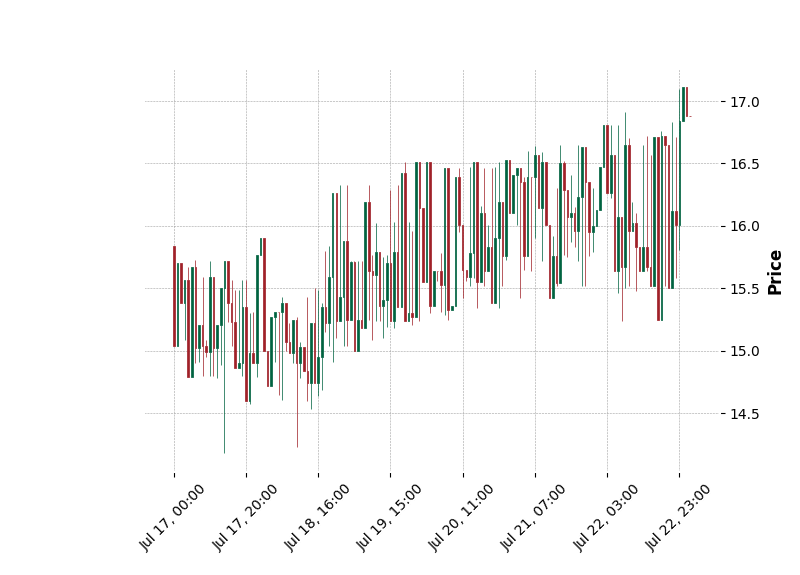 17.0
16.5
16.0
15.5
15.0
14.5
Price
Jul 17, 00:00
Jul 17, 20:00
Jul 18, 16:00
Jul 19, 15:00
Jul 20, 11:00
Jul 21, 07:00
Jul 22, 03:00
Jul 22, 23:00